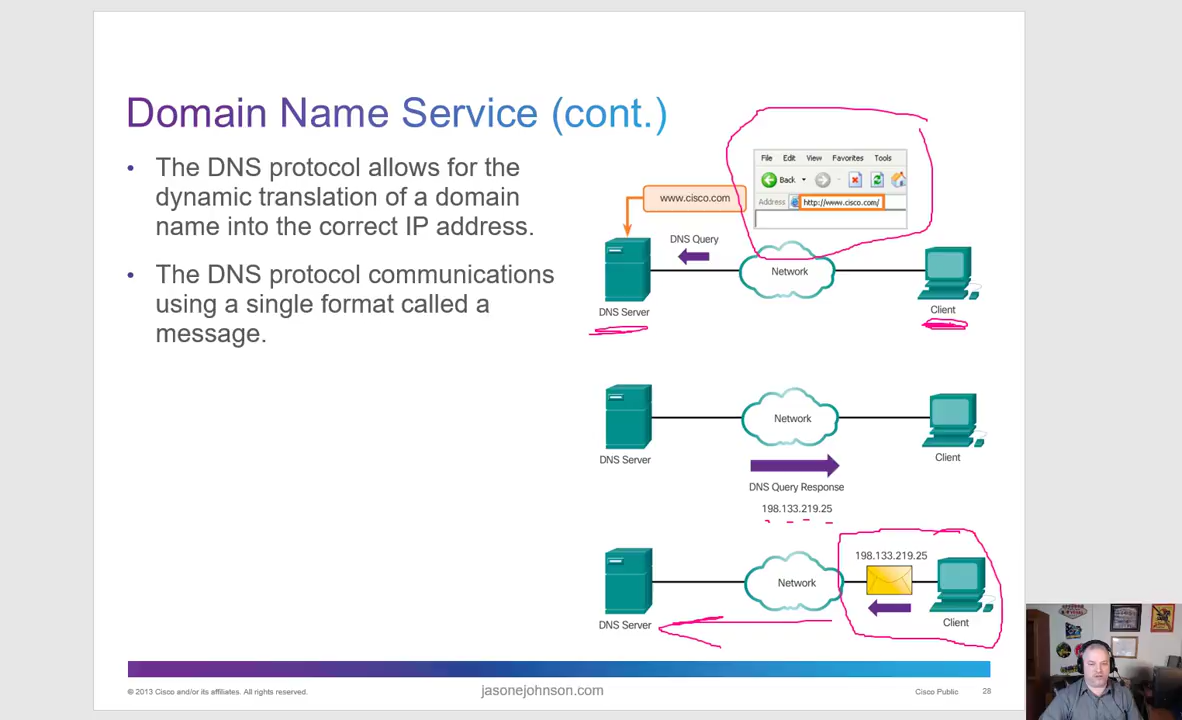 Domain Name Service (cont.)
• The DNS protocol allows for the
dynamic translation of a domain
name into the correct IP address.
• The DNS protocol communications
using a single format called a
message.
File Edit View Favorites Tools
Back
Address http://www.cisco.com/
www.cisco.com
DNS Query
Network
DNS Server
Client
Network
DNS Server
Client
DNS Query Response
198.133.219.25
198.133.219.25
Network
DNS Server
Client
© 2013 Cisco and/or its affiliates. All rights reserved.
jasonejohnson.com
Cisco Public
28